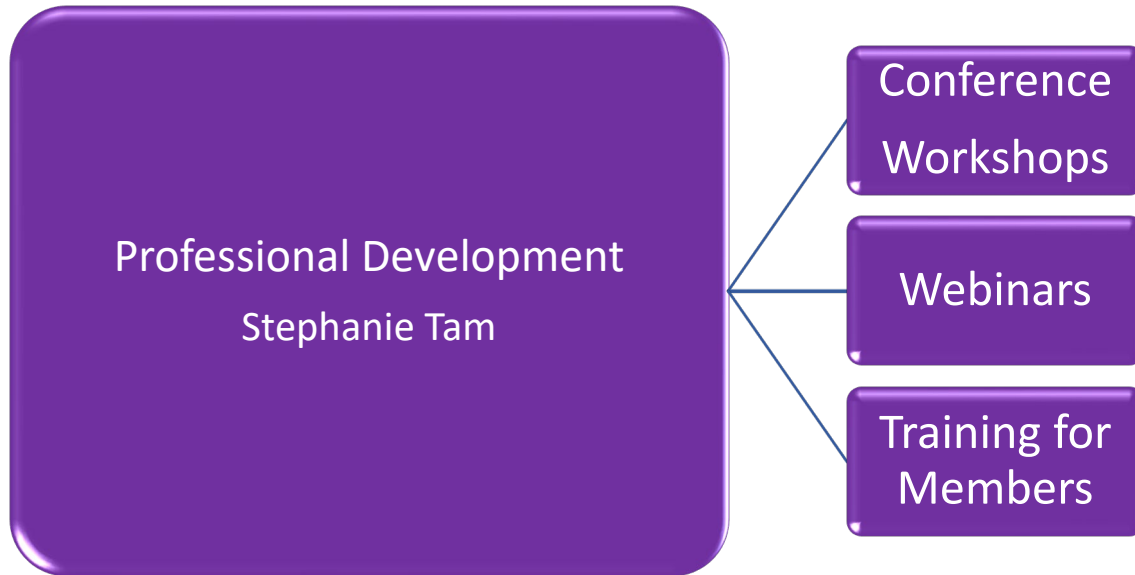 Professional Development
Stephanie Tam
Conference
Workshops
Webinars
Training for
Members